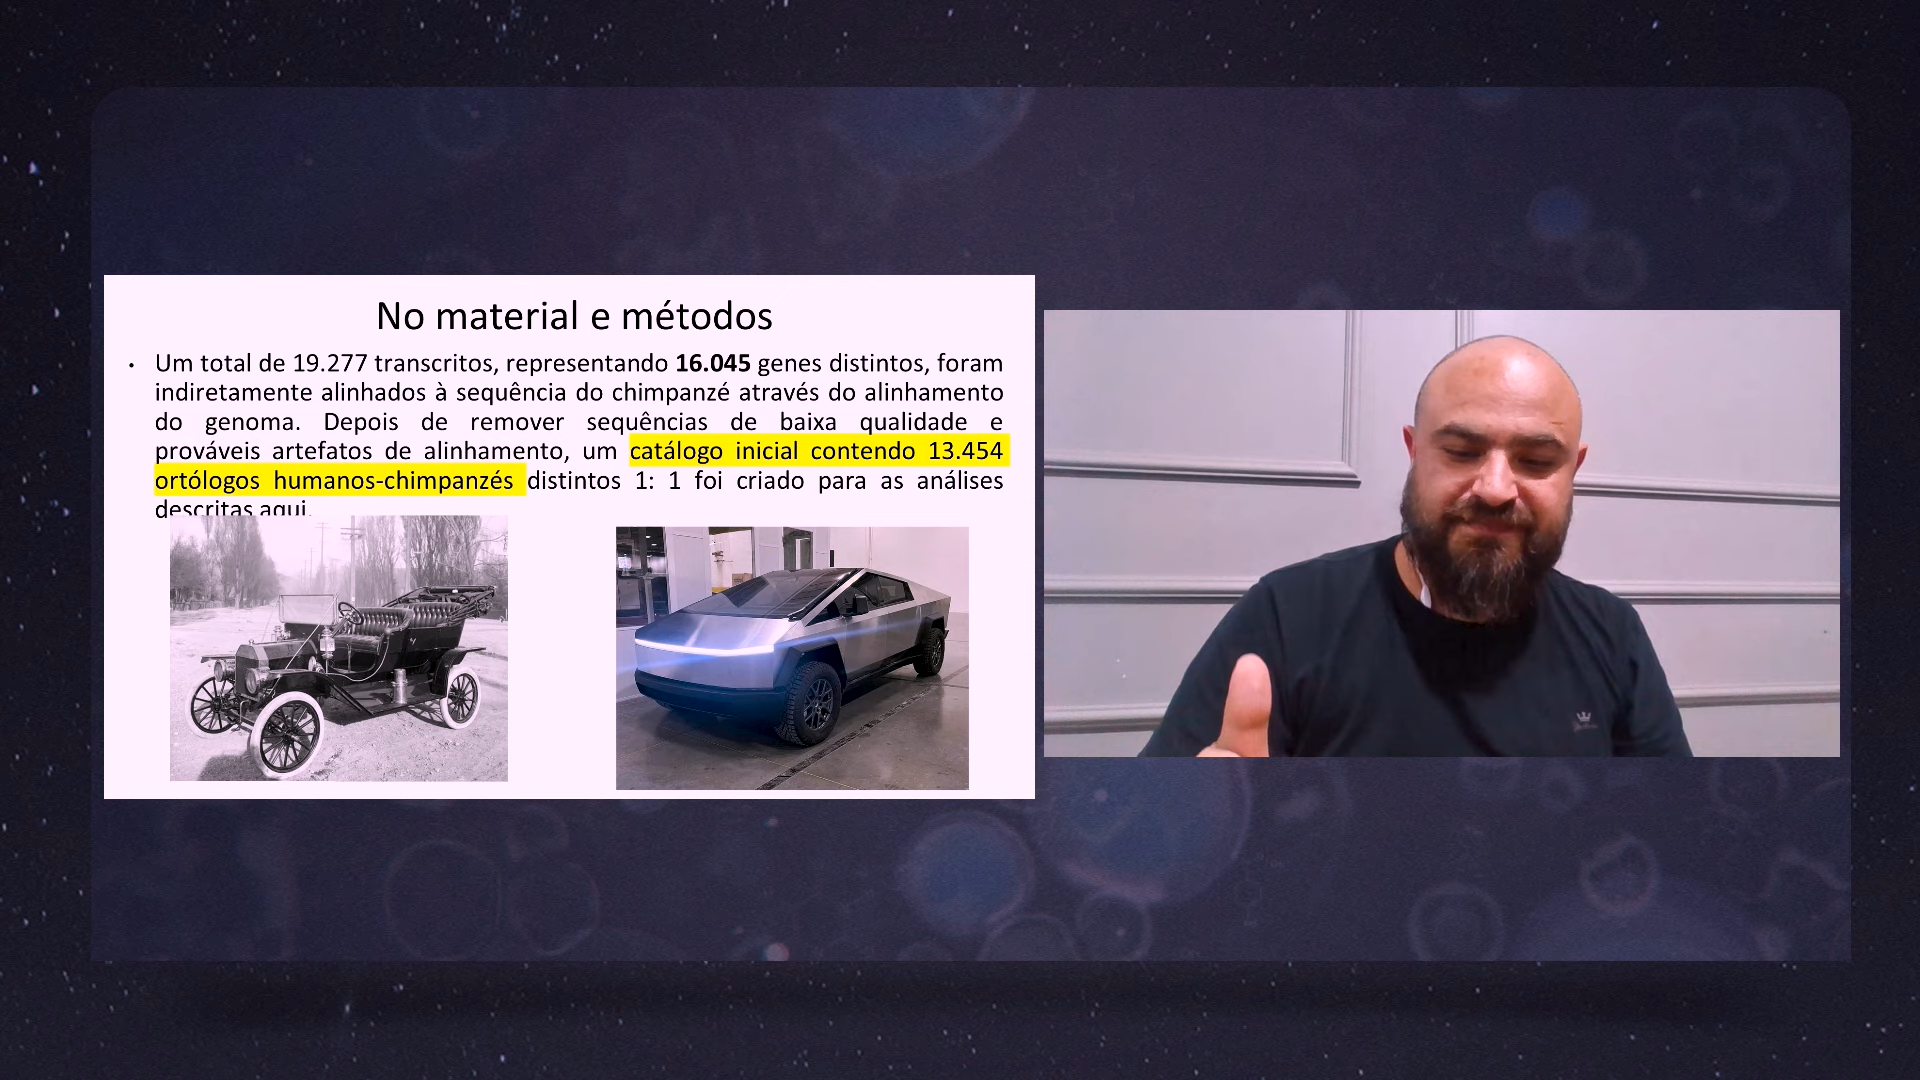 No material e métodos
• Um total de 19.277 transcritos, representando 16.045 genes distintos, foram
indiretamente alinhados à sequência do chimpanzé através do alinhamento
do genoma. Depois de remover sequências de baixa qualidade e
prováveis artefatos de alinhamento, um catálogo inicial contendo 13.454
ortólogos humanos-chimpanzés distintos 1: 1 foi criado para as análises
descritas aqui.